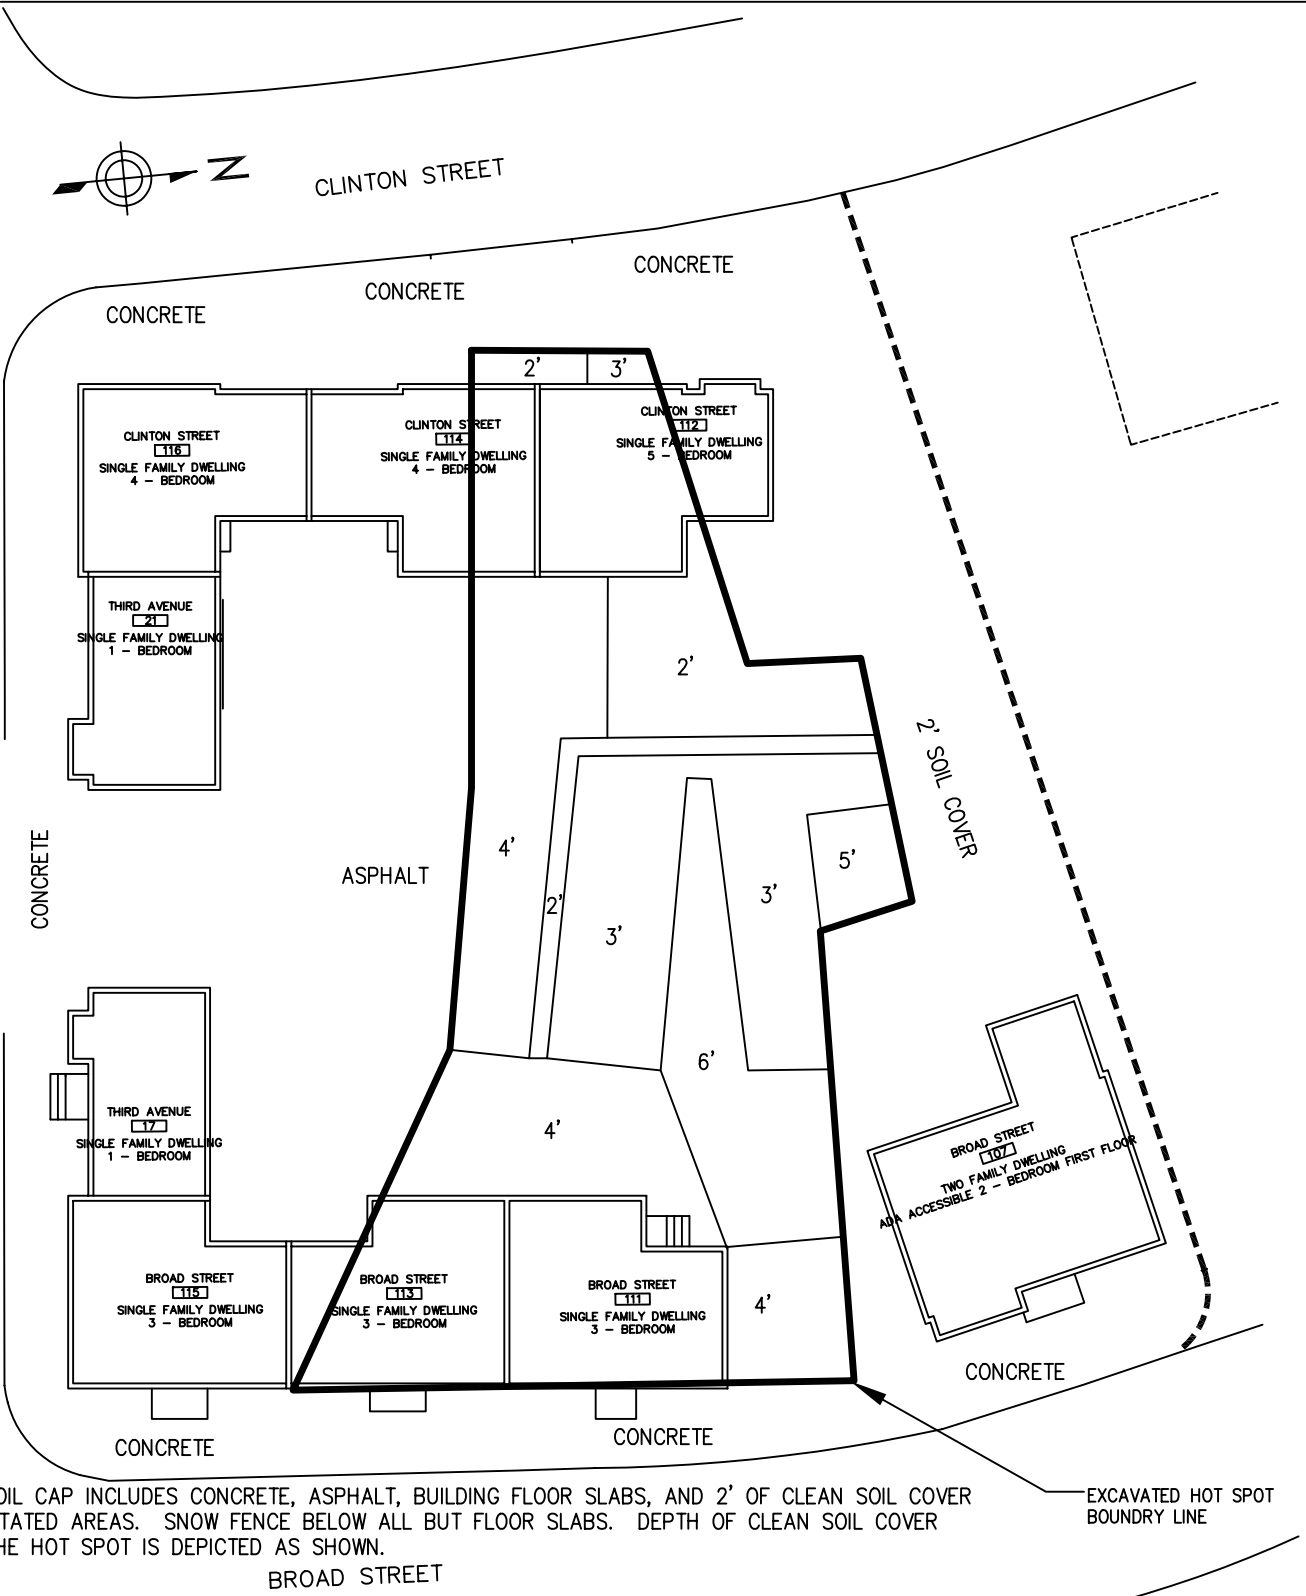 N
CLINTON STREET
CONCRETE
CONCRETE
CONCRETE
2'
3'
CLINTON STREET
116
SINGLE FAMILY DWELLING
4 - BEDROOM
CLINTON STREET
114
SINGLE FAMILY DWELLING
4 - BEDROOM
CLINTON STREET
112
SINGLE FAMILY DWELLING
5 - BEDROOM
THIRD AVENUE
21
SINGLE FAMILY DWELLING
1 - BEDROOM
2'
2' SOIL COVER
CONCRETE
ASPHALT
4'
2'
3'
3'
5'
6'
4'
THIRD AVENUE
17
SINGLE FAMILY DWELLING
1 - BEDROOM
BROAD STREET
107
TWO FAMILY DWELLING
ADA ACCESSIBLE 2 - BEDROOM FIRST FLOOR
BROAD STREET
115
SINGLE FAMILY DWELLING
3 - BEDROOM
BROAD STREET
113
SINGLE FAMILY DWELLING
3 - BEDROOM
BROAD STREET
111
SINGLE FAMILY DWELLING
3 - BEDROOM
4'
CONCRETE
CONCRETE
CONCRETE
OIL CAP INCLUDES CONCRETE, ASPHALT, BUILDING FLOOR SLABS, AND 2' OF CLEAN SOIL COVER
TATED AREAS. SNOW FENCE BELOW ALL BUT FLOOR SLABS. DEPTH OF CLEAN SOIL COVER
HE HOT SPOT IS DEPICTED AS SHOWN.
EXCAVATED HOT SPOT
BOUNDRY LINE
BROAD STREET